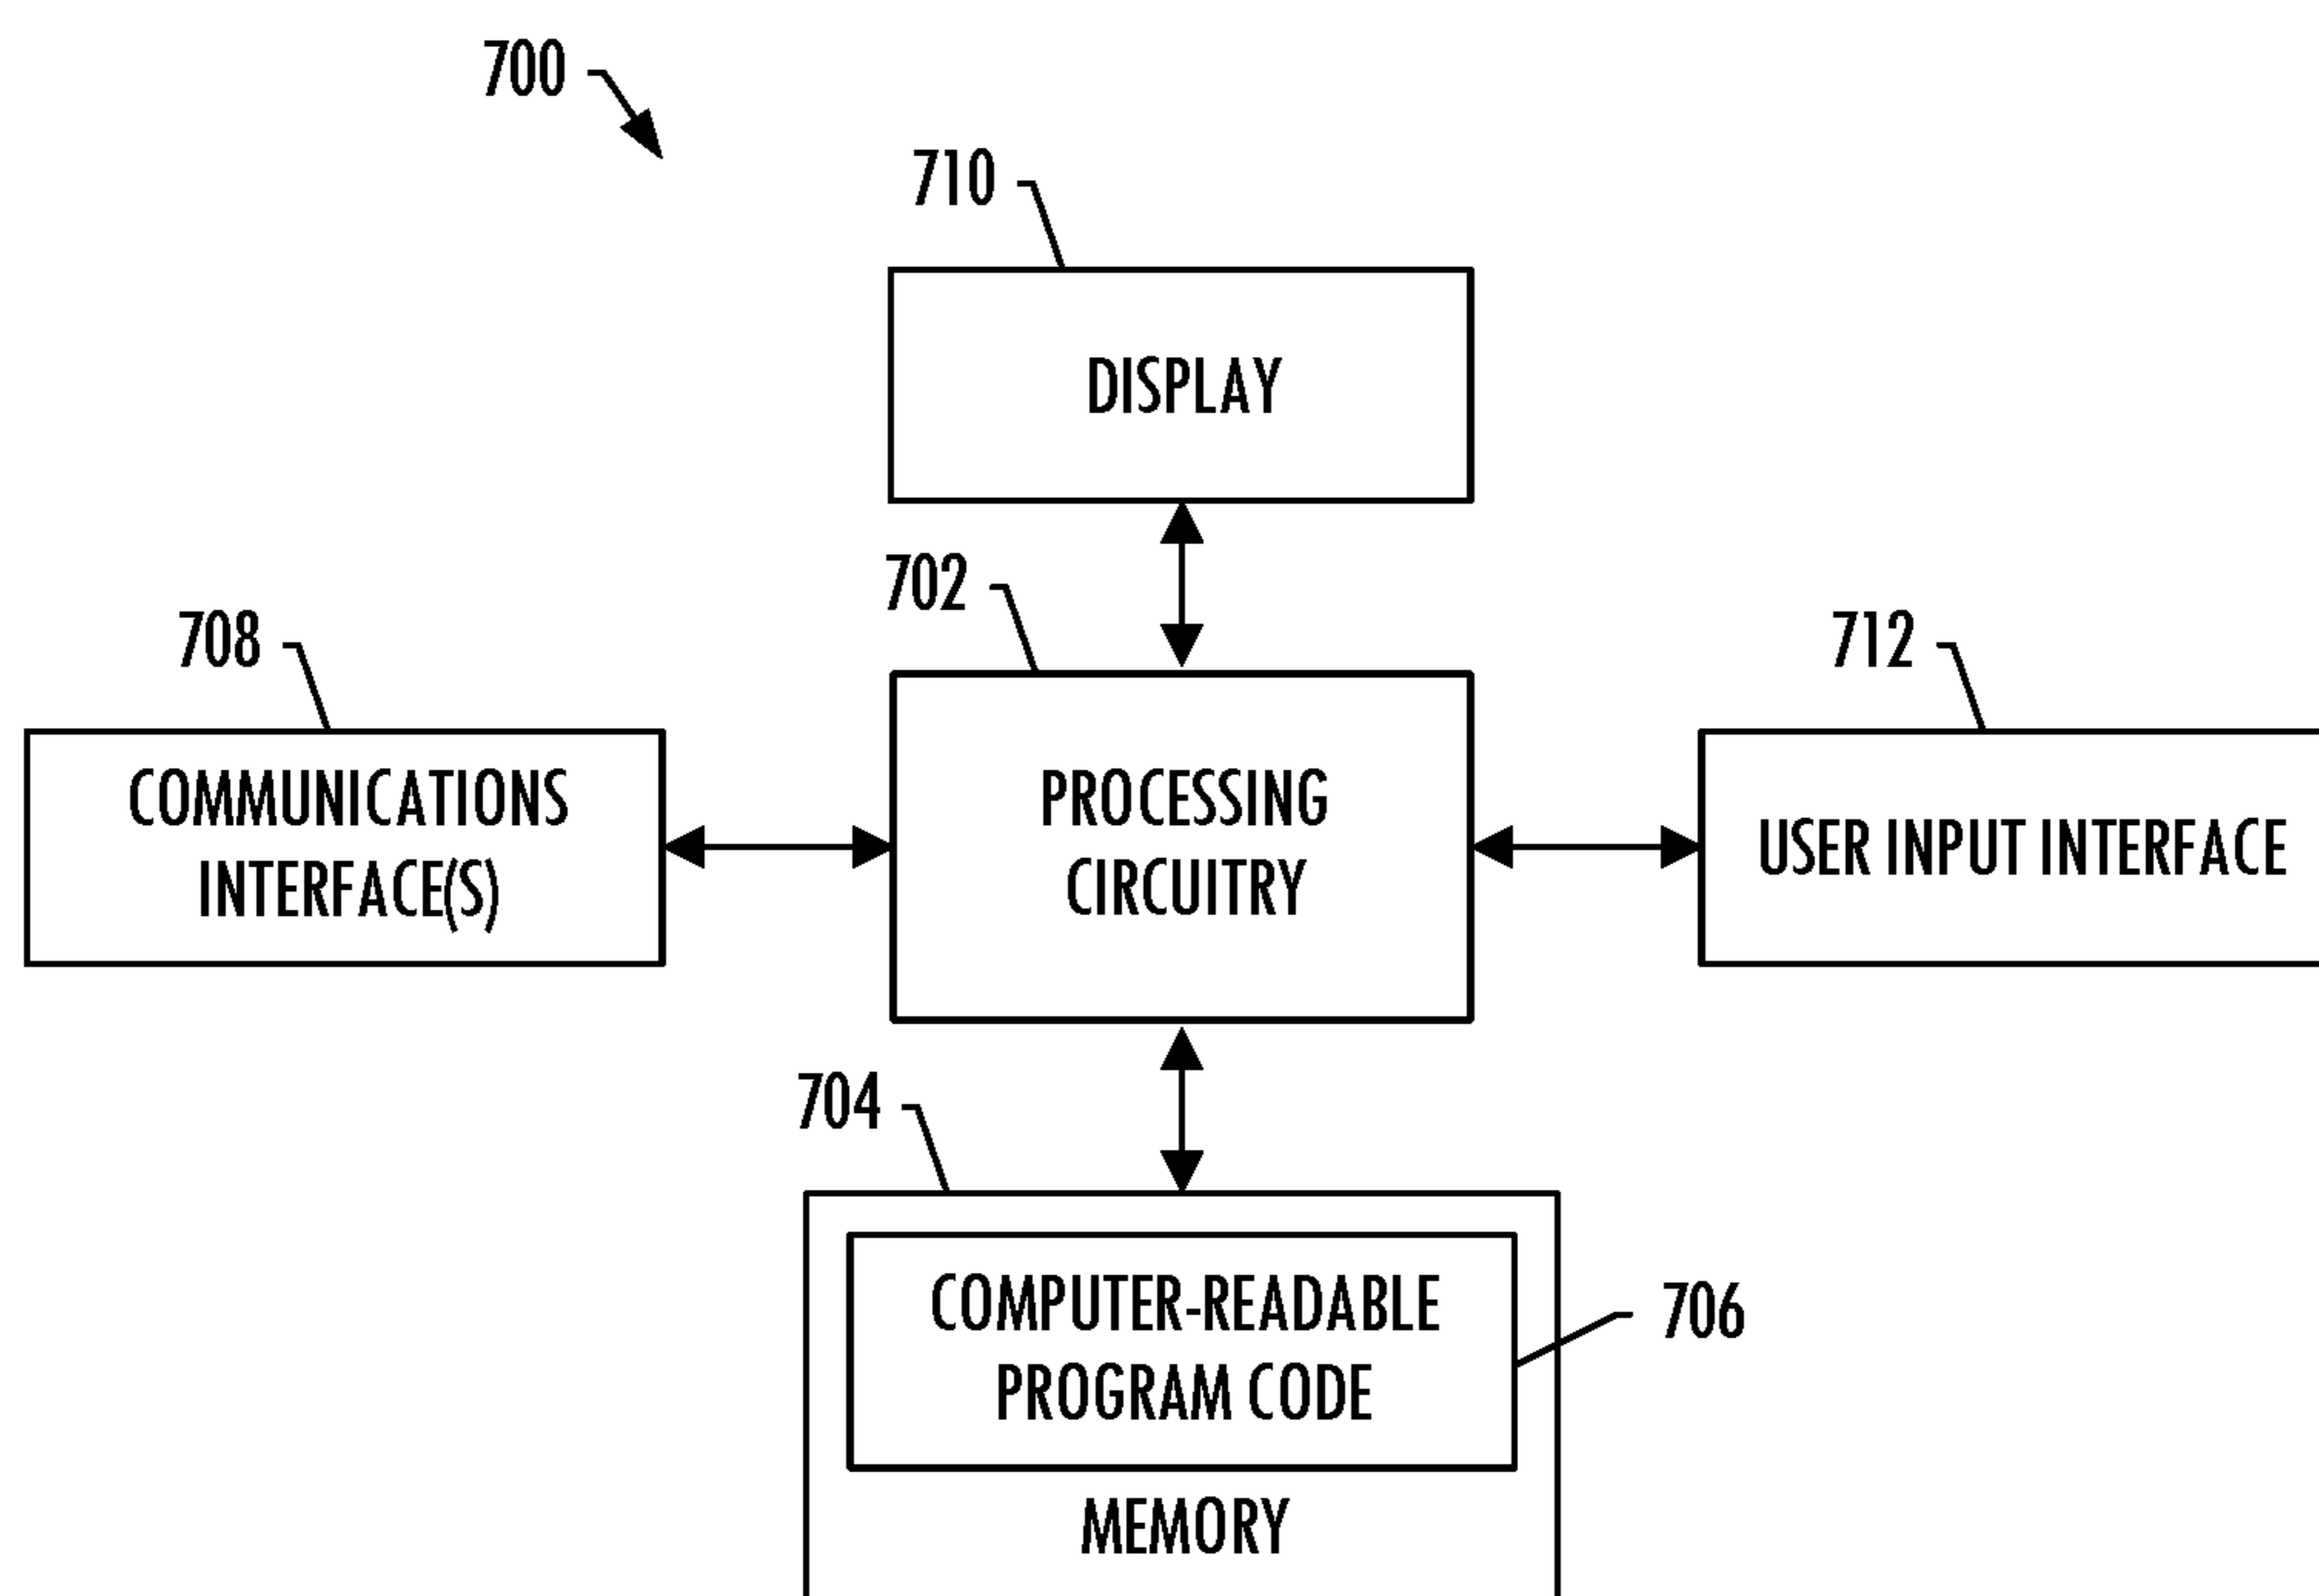 700
710
DISPLAY
702
708
712
COMMUNICATIONS
INTERFACE(S)
PROCESSING
CIRCUITRY
USER INPUT INTERFACE
704
COMPUTER-READABLE
PROGRAM CODE
706
MEMORY